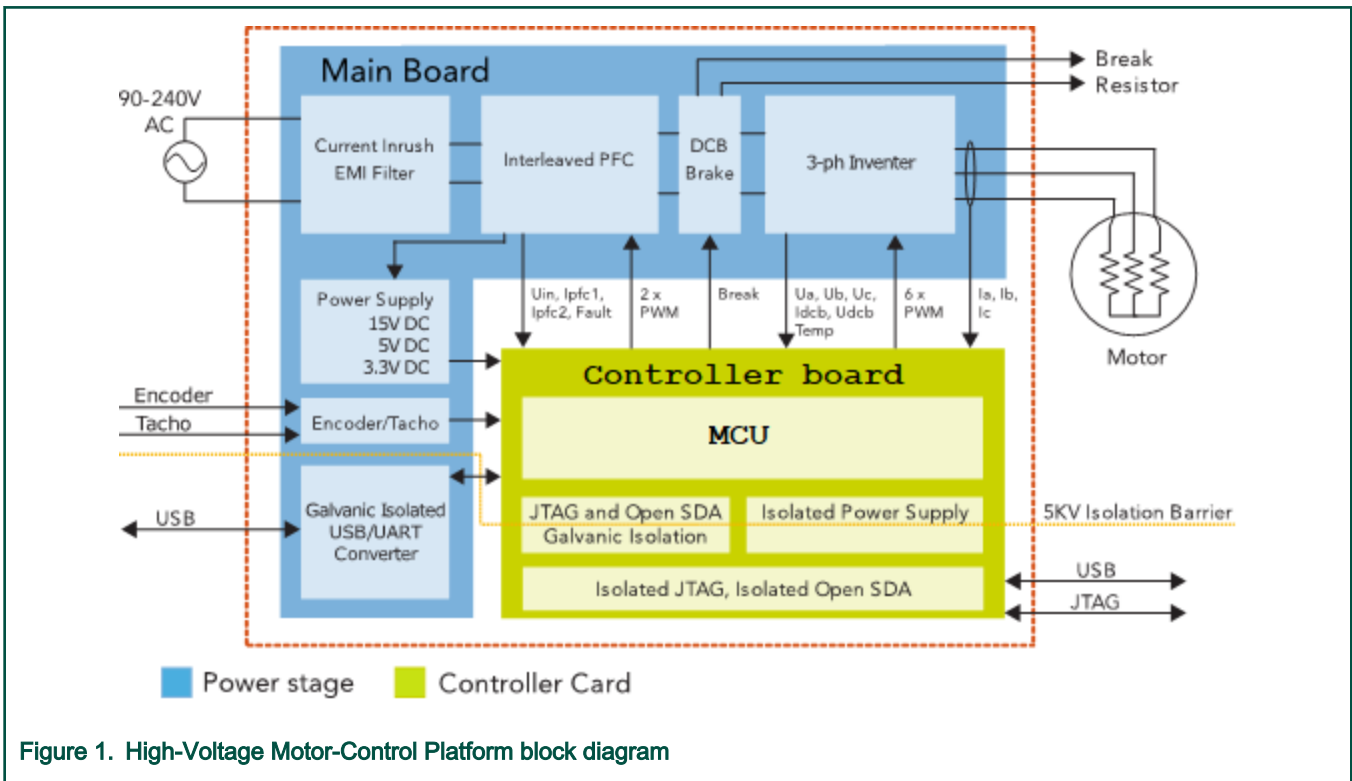 Main Board
Break
Resistor
90-240V
AC
Current Inrush
EMI Filter
Interleaved PFC
DCB
Brake
3-ph Inventer
Power Supply
15V DC
5V DC
3.3V DC
Uin, Ipfc1,
Ipfc2, Fault
2 x
PWM
Break
Ua, Ub, Uc,
Idcb, Udcb
Temp
6 x
PWM
Ia, Ib,
Ic
Motor
Controller board
MCU
Encoder
Tacho
Encoder/Tacho
USB
Galvanic Isolated
USB/UART
Converter
JTAG and Open SDA
Galvanic Isolation
Isolated Power Supply
5KV Isolation Barrier
Isolated JTAG, Isolated Open SDA
USB
JTAG
Power stage
Controller Card
Figure 1. High-Voltage Motor-Control Platform block diagram